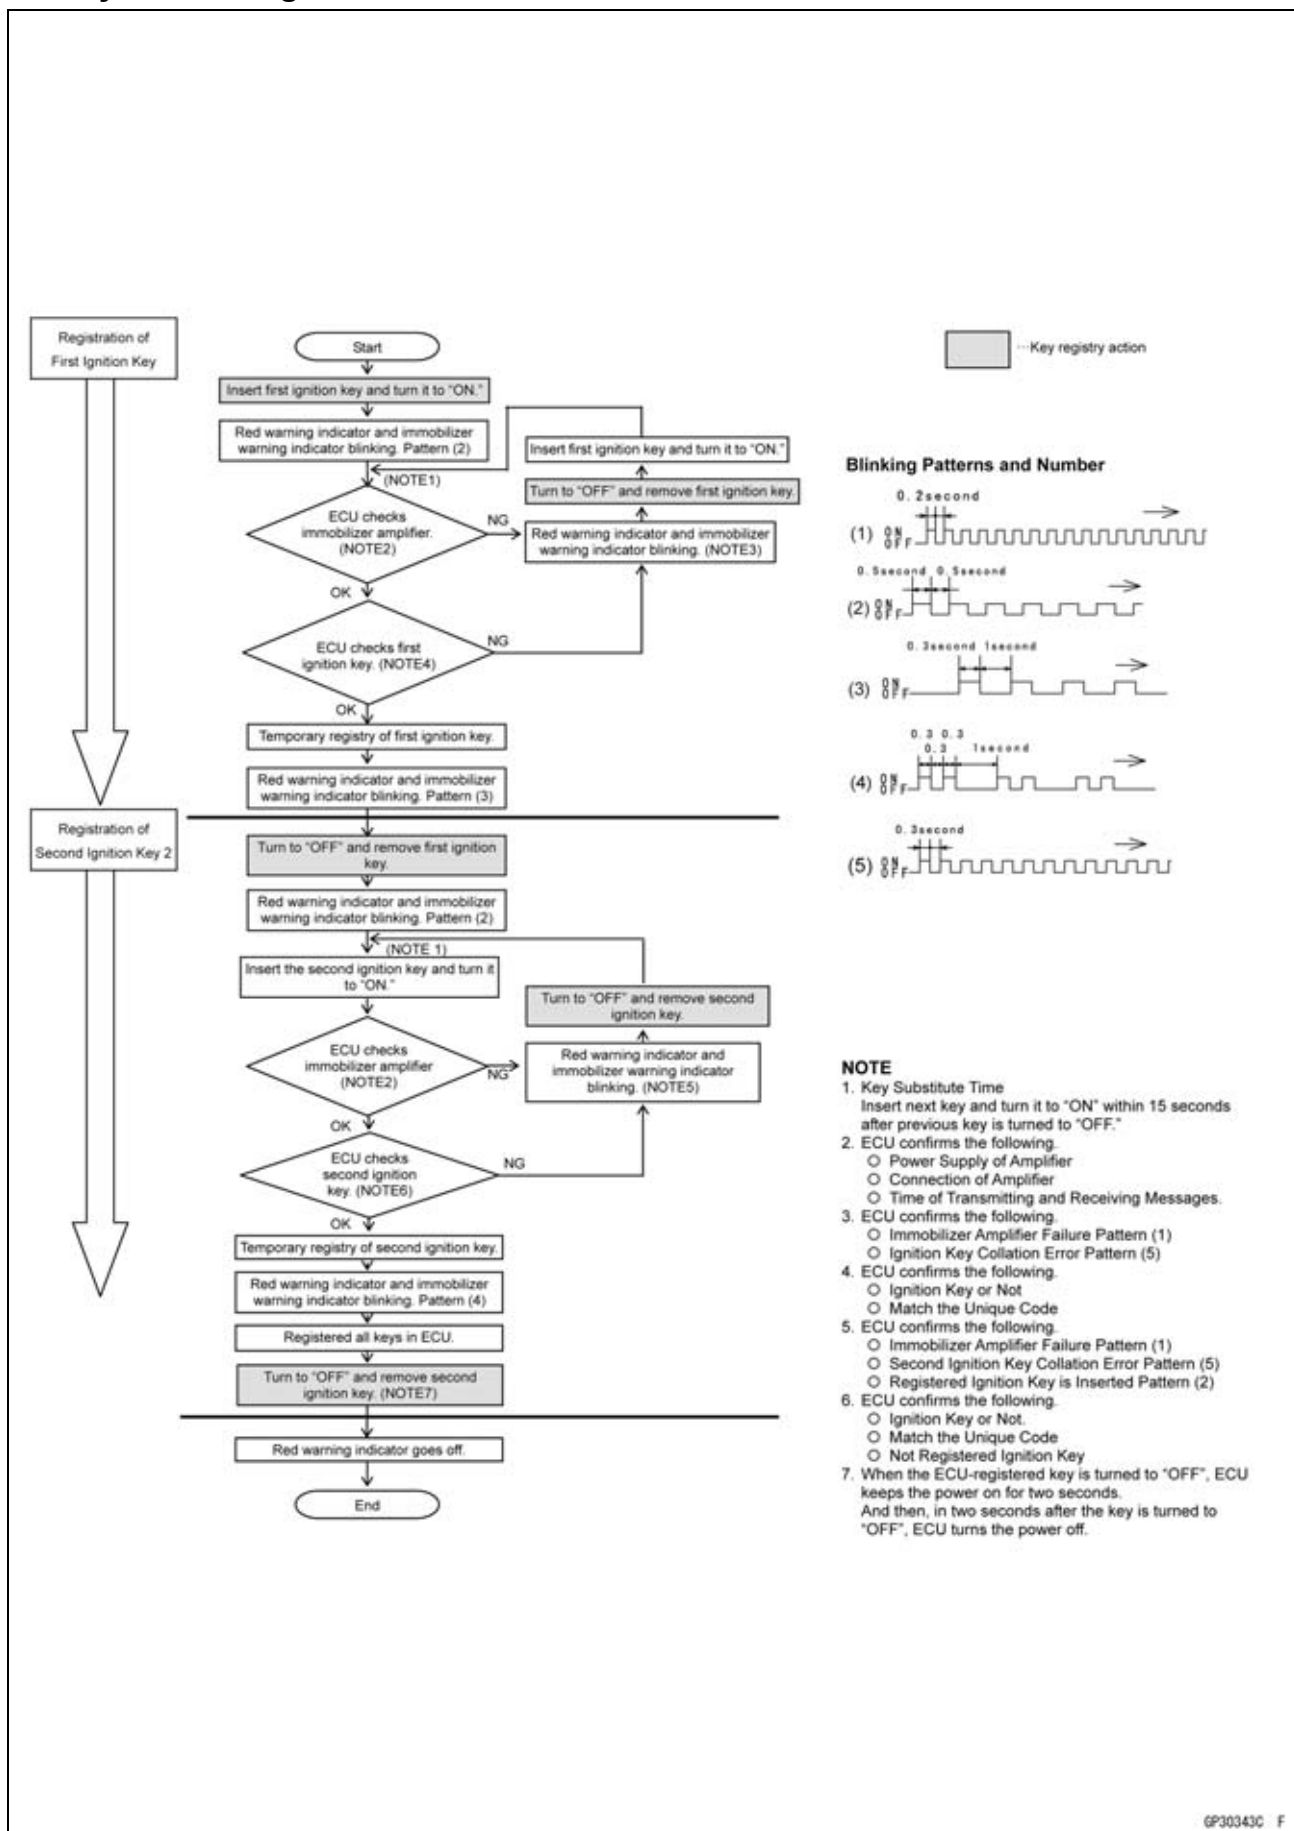 Registration of
First Ignition Key
Start
Insert first ignition key and turn it to “ON.”
Red warning indicator and immobilizer
warning indicator blinking. Pattern (2)
(NOTE1)
ECU checks
immobilizer amplifier.
(NOTE2)
NG
OK
Insert first ignition key and turn it to “ON.”
Turn to “OFF” and remove first ignition key.
Red warning indicator and immobilizer
warning indicator blinking. (NOTE3)
ECU checks first
ignition key. (NOTE4)
NG
OK
Temporary registry of first ignition key.
Red warning indicator and immobilizer
warning indicator blinking. Pattern (3)
Registration of
Second Ignition Key 2
Turn to “OFF” and remove first ignition
key.
Red warning indicator and immobilizer
warning indicator blinking. Pattern (2)
(NOTE 1)
Insert the second ignition key and turn it
to “ON.”
Turn to “OFF” and remove second
ignition key.
ECU checks
immobilizer amplifier
(NOTE2)
NG
Red warning indicator and
immobilizer warning indicator
blinking. (NOTE5)
OK
ECU checks
second ignition
key. (NOTE6)
NG
OK
Temporary registry of second ignition key.
Red warning indicator and immobilizer
warning indicator blinking. Pattern (4)
Registered all keys in ECU.
Turn to “OFF” and remove second
ignition key. (NOTE7)
Red warning indicator goes off.
End
···Key registry action
Blinking Patterns and Number
0.2second
(1) ON
OFF
0.5second 0.5second
(2) ON
OFF
0.3second 1second
(3) ON
OFF
0.3 0.3
0.3 1second
(4) ON
OFF
0.3second
(5) ON
OFF
NOTE
1. Key Substitute Time
Insert next key and turn it to “ON” within 15 seconds
after previous key is turned to “OFF.”
2. ECU confirms the following.
○ Power Supply of Amplifier
○ Connection of Amplifier
○ Time of Transmitting and Receiving Messages.
3. ECU confirms the following.
○ Immobilizer Amplifier Failure Pattern (1)
○ Ignition Key Collation Error Pattern (5)
4. ECU confirms the following.
○ Ignition Key or Not
○ Match the Unique Code
5. ECU confirms the following.
○ Immobilizer Amplifier Failure Pattern (1)
○ Second Ignition Key Collation Error Pattern (5)
○ Registered Ignition Key is Inserted Pattern (2)
6. ECU confirms the following.
○ Ignition Key or Not.
○ Match the Unique Code
○ Not Registered Ignition Key
7. When the ECU-registered key is turned to “OFF”, ECU
keeps the power on for two seconds.
And then, in two seconds after the key is turned to
“OFF”, ECU turns the power off.
GP30343C F